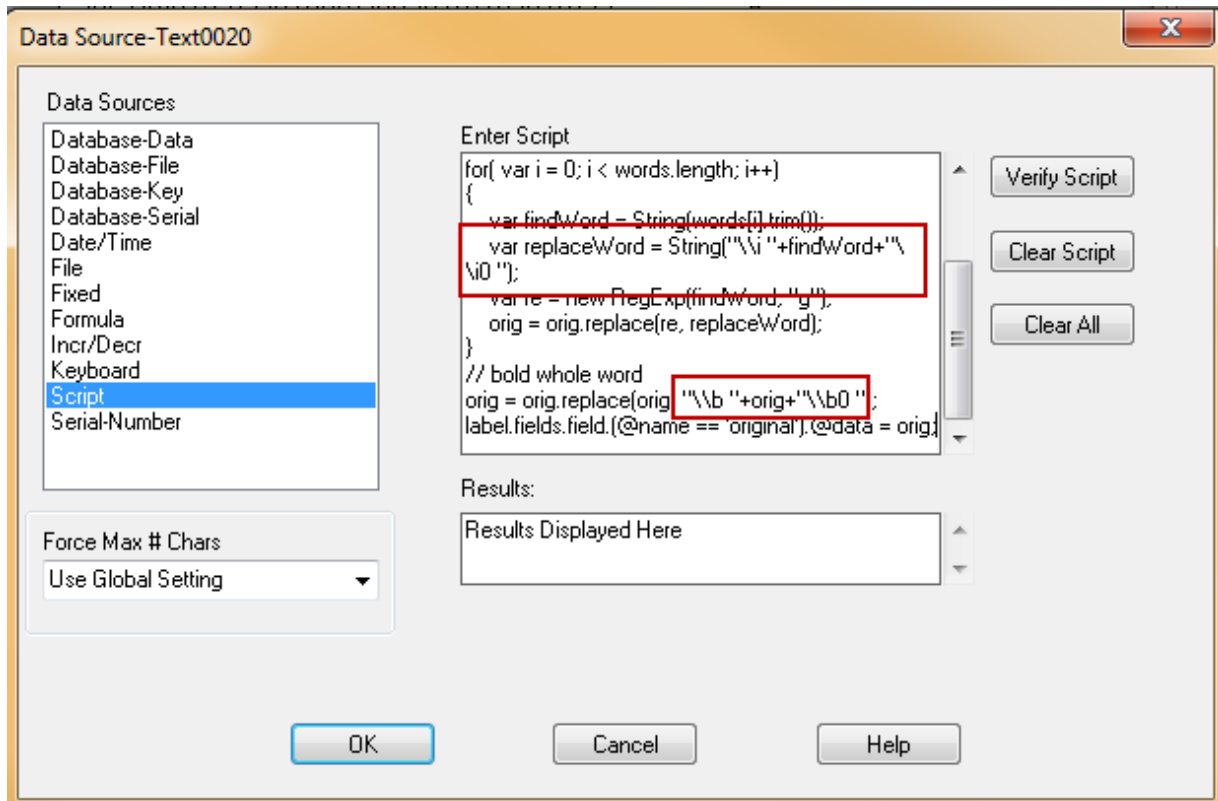 Data Source-Text0020
Data Sources
Database-Data
Database-File
Database-Key
Database-Serial
Date/Time
File
Fixed
Formula
Incr/Decr
Keyboard
Script
Serial-Number
Force Max # Chars
Use Global Setting
Enter Script
for( var i = 0; i < words.length; i++)
{
var findWord = String(words[i].trim());
var replaceWord = String("\\i "+findWord+"\
\i0 ");
var re = new RegExp(findWord, "g");
orig = orig.replace(re, replaceWord);
}
// bold whole word
orig = orig.replace(orig "\\b "+orig+"\\b0 " ;
label.fields.field.(@name == 'original').@data = orig;
Results:
Results Displayed Here
Verify Script
Clear Script
Clear All
OK
Cancel
Help